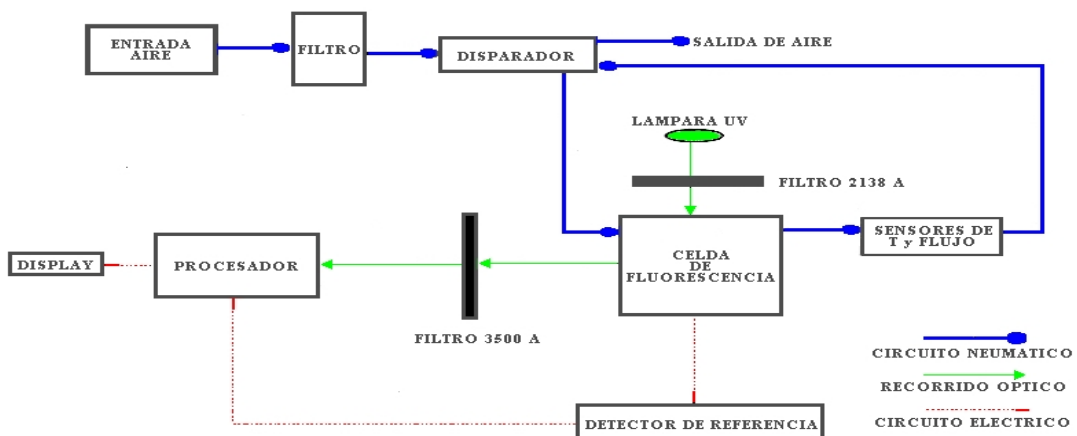 ENTRADA
AIRE
FILTRO
DISPARADOR
SALIDA DE AIRE
LAMPARA UV
FILTRO 2138 A
SENSORES DE
T y FLUJO
CELDA
DE
FLUORESCENCIA
DISPLAY
PROCESADOR
FILTRO 3500 A
CIRCUITO NEUMATICO
RECORRIDO OPTICO
CIRCUITO ELECTRICO
DETECTOR DE REFERENCIA